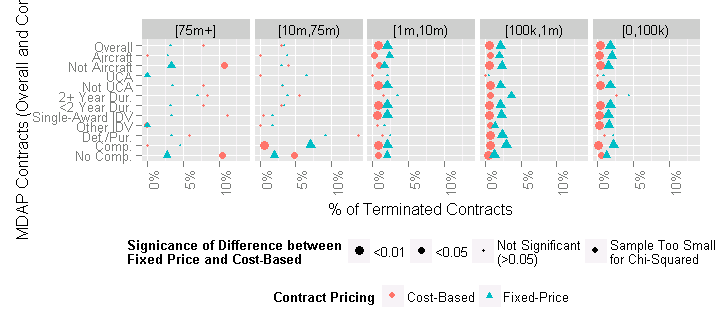 MDAP Contracts (Overall and Cor
[75m+] [10m,75m) [1m,10m) [100k,1m) [0,100k)
Overall
Aircraft
Not Aircraft
UCA
Not UCA
2+ Year Dur.
<2 Year Dur.
Single-Award IDV
Other IDV
Def./Pur.
Comp.
No Comp.
0% 5% 10% 0% 5% 10% 0% 5% 10% 0% 5% 10% 0% 5% 10%
% of Terminated Contracts
Signicance of Difference between
Fixed Price and Cost-Based
<0.01
<0.05
Not Significant
(>0.05)
Sample Too Small
for Chi-Squared
Contract Pricing Cost-Based Fixed-Price